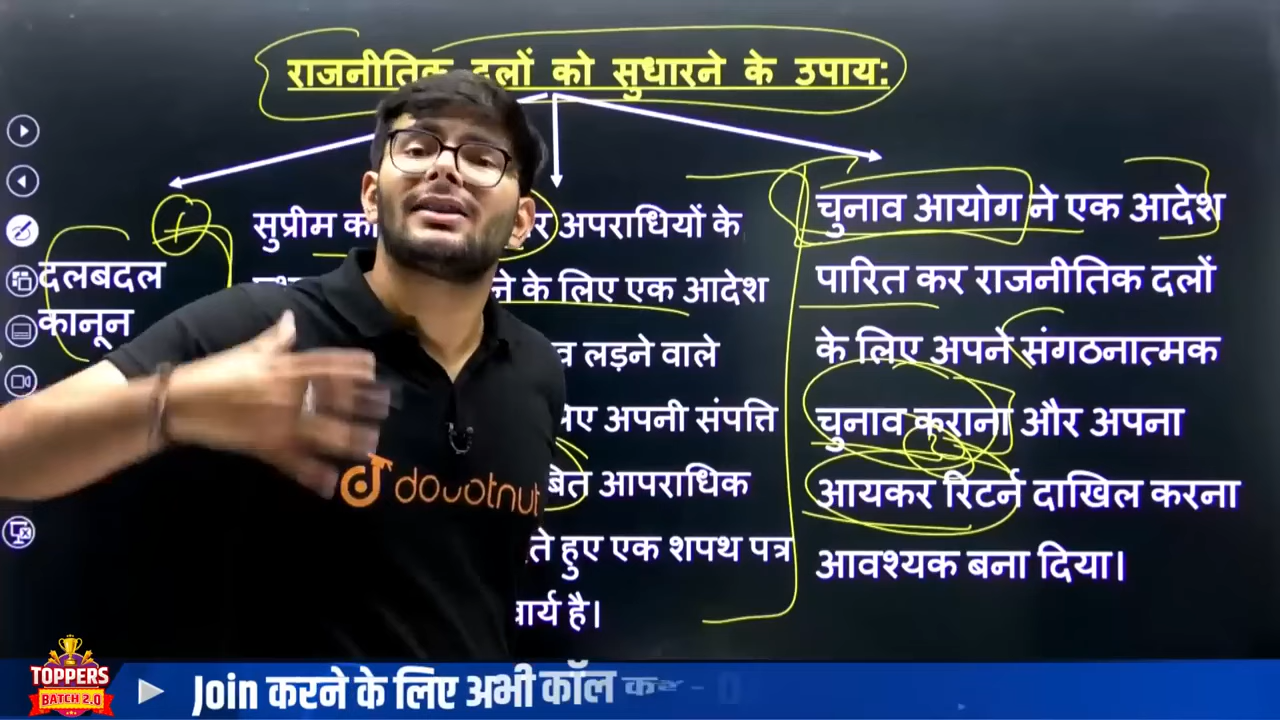 राजनीतिक दलों को सुधारने के उपाय:
दलबदल
कानून
सुप्रीम अपराधियों के
के लिए एक आदेश
लड़ने वाले
अपनी संपत्ति
आपराधिक
हुए एक शपथ पत्र
है।
चुनाव आयोग ने एक आदेश
पारित कर राजनीतिक दलों
के लिए अपने संगठनात्मक
चुनाव कराना और अपना
आयकर रिटर्न दाखिल करना
आवश्यक बना दिया।
doubtnut
TOPPERS
BATCH 2.0
Join करने के लिए अभी कॉल